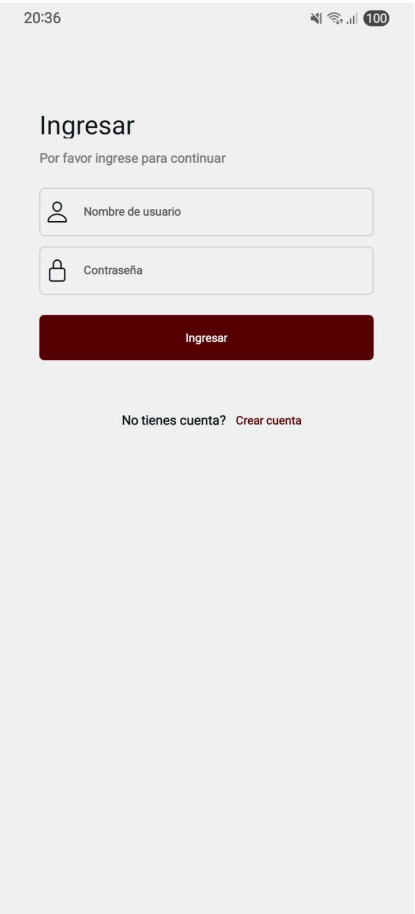 20:36
100
Ingresar
Por favor ingrese para continuar
Nombre de usuario
Contraseña
Ingresar
No tienes cuenta? Crear cuenta